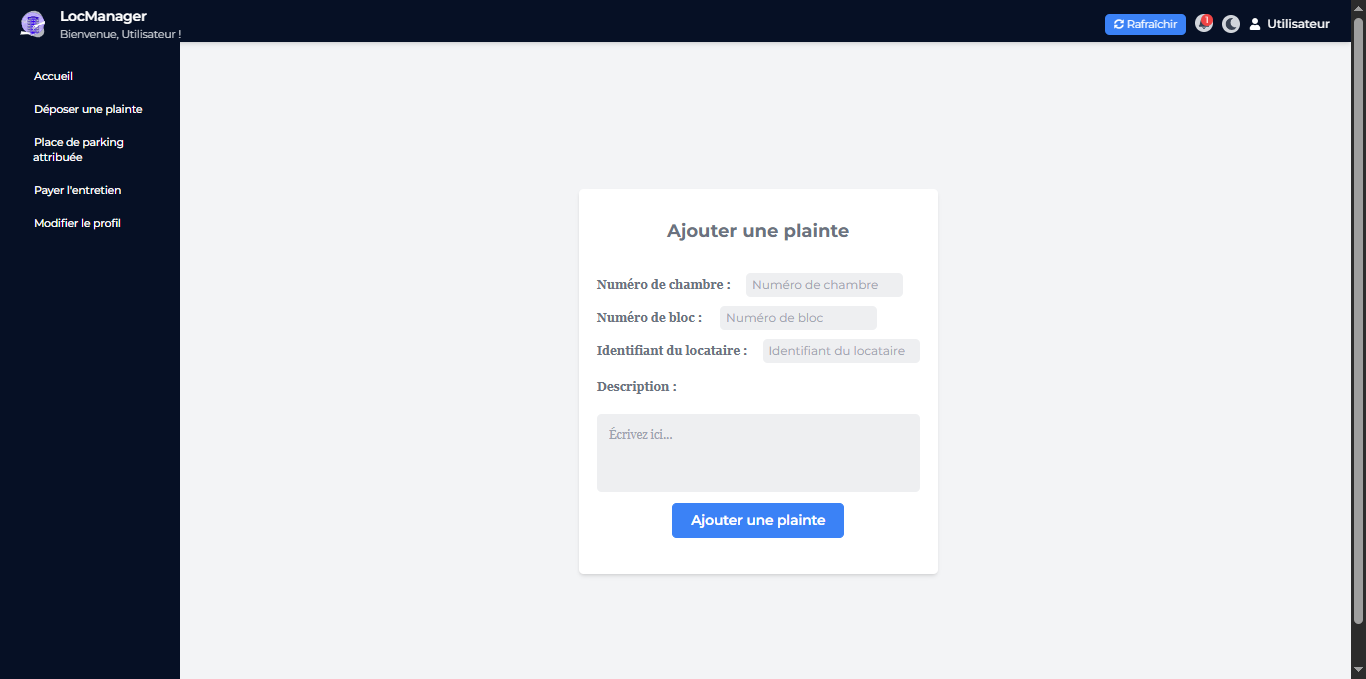 LocManager
Bienvenue, Utilisateur !
Rafraîchir
1
Utilisateur
Accueil
Déposer une plainte
Place de parking
attribuée
Payer l'entretien
Modifier le profil
Ajouter une plainte
Numéro de chambre : Numéro de chambre
Numéro de bloc : Numéro de bloc
Identifiant du locataire : Identifiant du locataire
Description :
Écrivez ici...
Ajouter une plainte